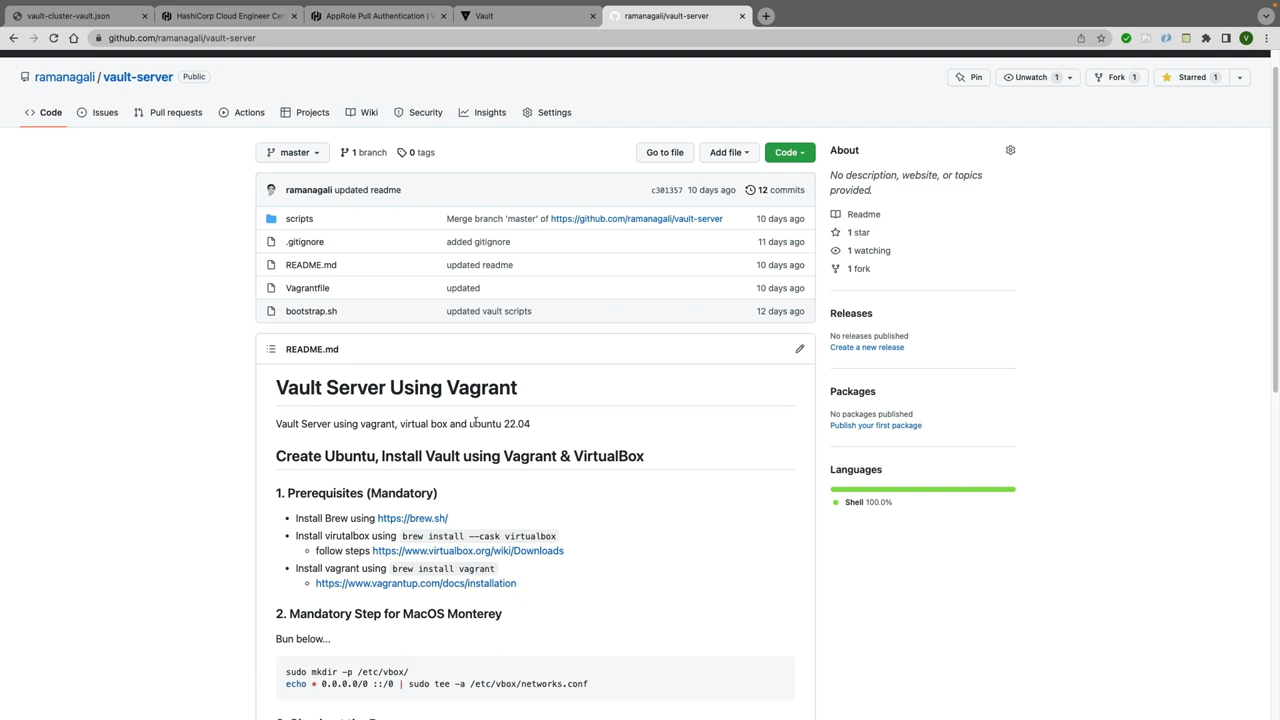 vault-cluster-vault.json
HashiCorp Cloud Engineer Cer
AppRole Pull Authentication | V
Vault
ramanagali/vault-server
github.com/ramanagali/vault-server
V
ramanagali / vault-server Public
Pin
Unwatch 1
Fork 1
Starred 1
Code
Issues
Pull requests
Actions
Projects
Wiki
Security
Insights
Settings
master
1 branch
0 tags
Go to file
Add file
Code
ramanagali updated readme
c301357 10 days ago
12 commits
scripts
Merge branch 'master' of https://github.com/ramanagali/vault-server
10 days ago
.gitignore
added gitignore
11 days ago
README.md
updated readme
10 days ago
Vagrantfile
updated
10 days ago
bootstrap.sh
updated vault scripts
12 days ago
README.md
Vault Server Using Vagrant
Vault Server using vagrant, virtual box and ubuntu 22.04
Create Ubuntu, Install Vault using Vagrant & VirtualBox
1. Prerequisites (Mandatory)
• Install Brew using https://brew.sh/
• Install virutalbox using brew install --cask virtualbox
follow steps https://www.virtualbox.org/wiki/Downloads
• Install vagrant using brew install vagrant
https://www.vagrantup.com/docs/installation
2. Mandatory Step for MacOS Monterey
Bun below...
sudo mkdir -p /etc/vbox/
echo * 0.0.0.0/0 ::/0 | sudo tee -a /etc/vbox/networks.conf
About
No description, website, or topics
provided.
Readme
1 star
1 watching
1 fork
Releases
No releases published
Create a new release
Packages
No packages published
Publish your first package
Languages
Shell 100.0%